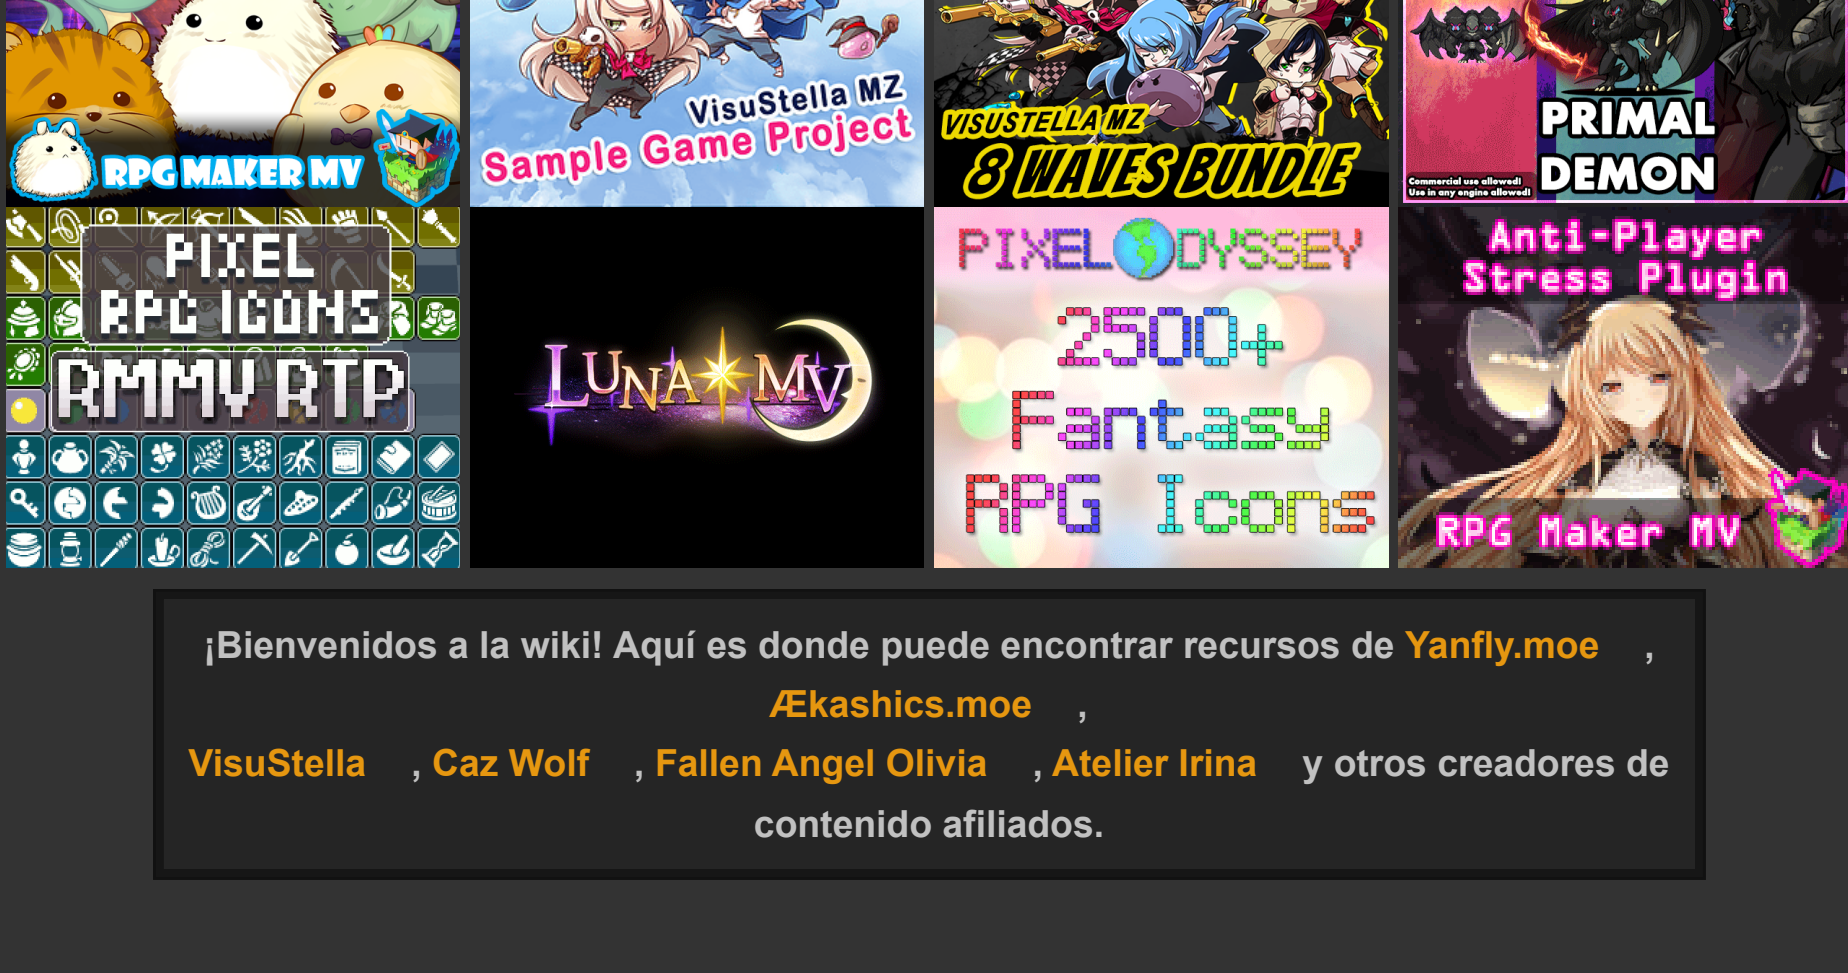 RPG MAKER MV
VisuStella MZ
Sample Game Project
VISUSTELLA MZ
8 WAVES BUNDLE
PRIMAL
DEMON
Commercial use allowed!
Use in any engine allowed!
PIXEL
RPG ICONS
RMMV RTP
LUNA MV
PIXEL ODYSSEY
2500+
Fantasy
RPG Icons
Anti-Player
Stress Plugin
RPG Maker MV
¡Bienvenidos a la wiki! Aquí es donde puede encontrar recursos de Yanfly.moe ,
Ækashics.moe ,
VisuStella , Caz Wolf , Fallen Angel Olivia , Atelier Irina y otros creadores de
contenido afiliados.